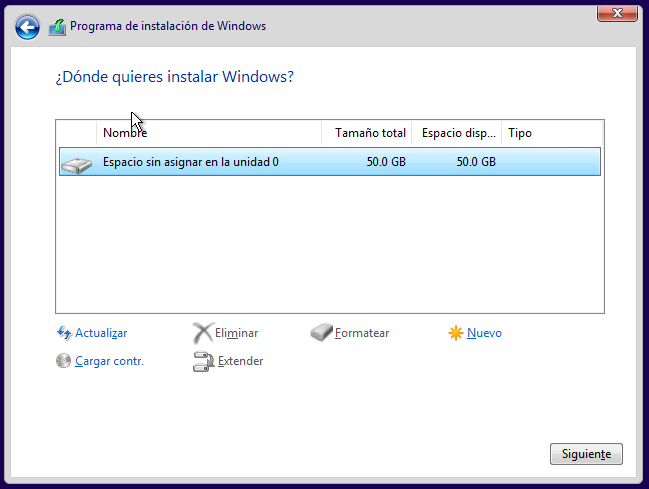 Programa de instalación de Windows
¿Dónde quieres instalar Windows?
Nombre Tamaño total Espacio disp... Tipo
Espacio sin asignar en la unidad 0 50.0 GB 50.0 GB
Actualizar Eliminar Formatear Nuevo
Cargar contr. Extender
Siguiente